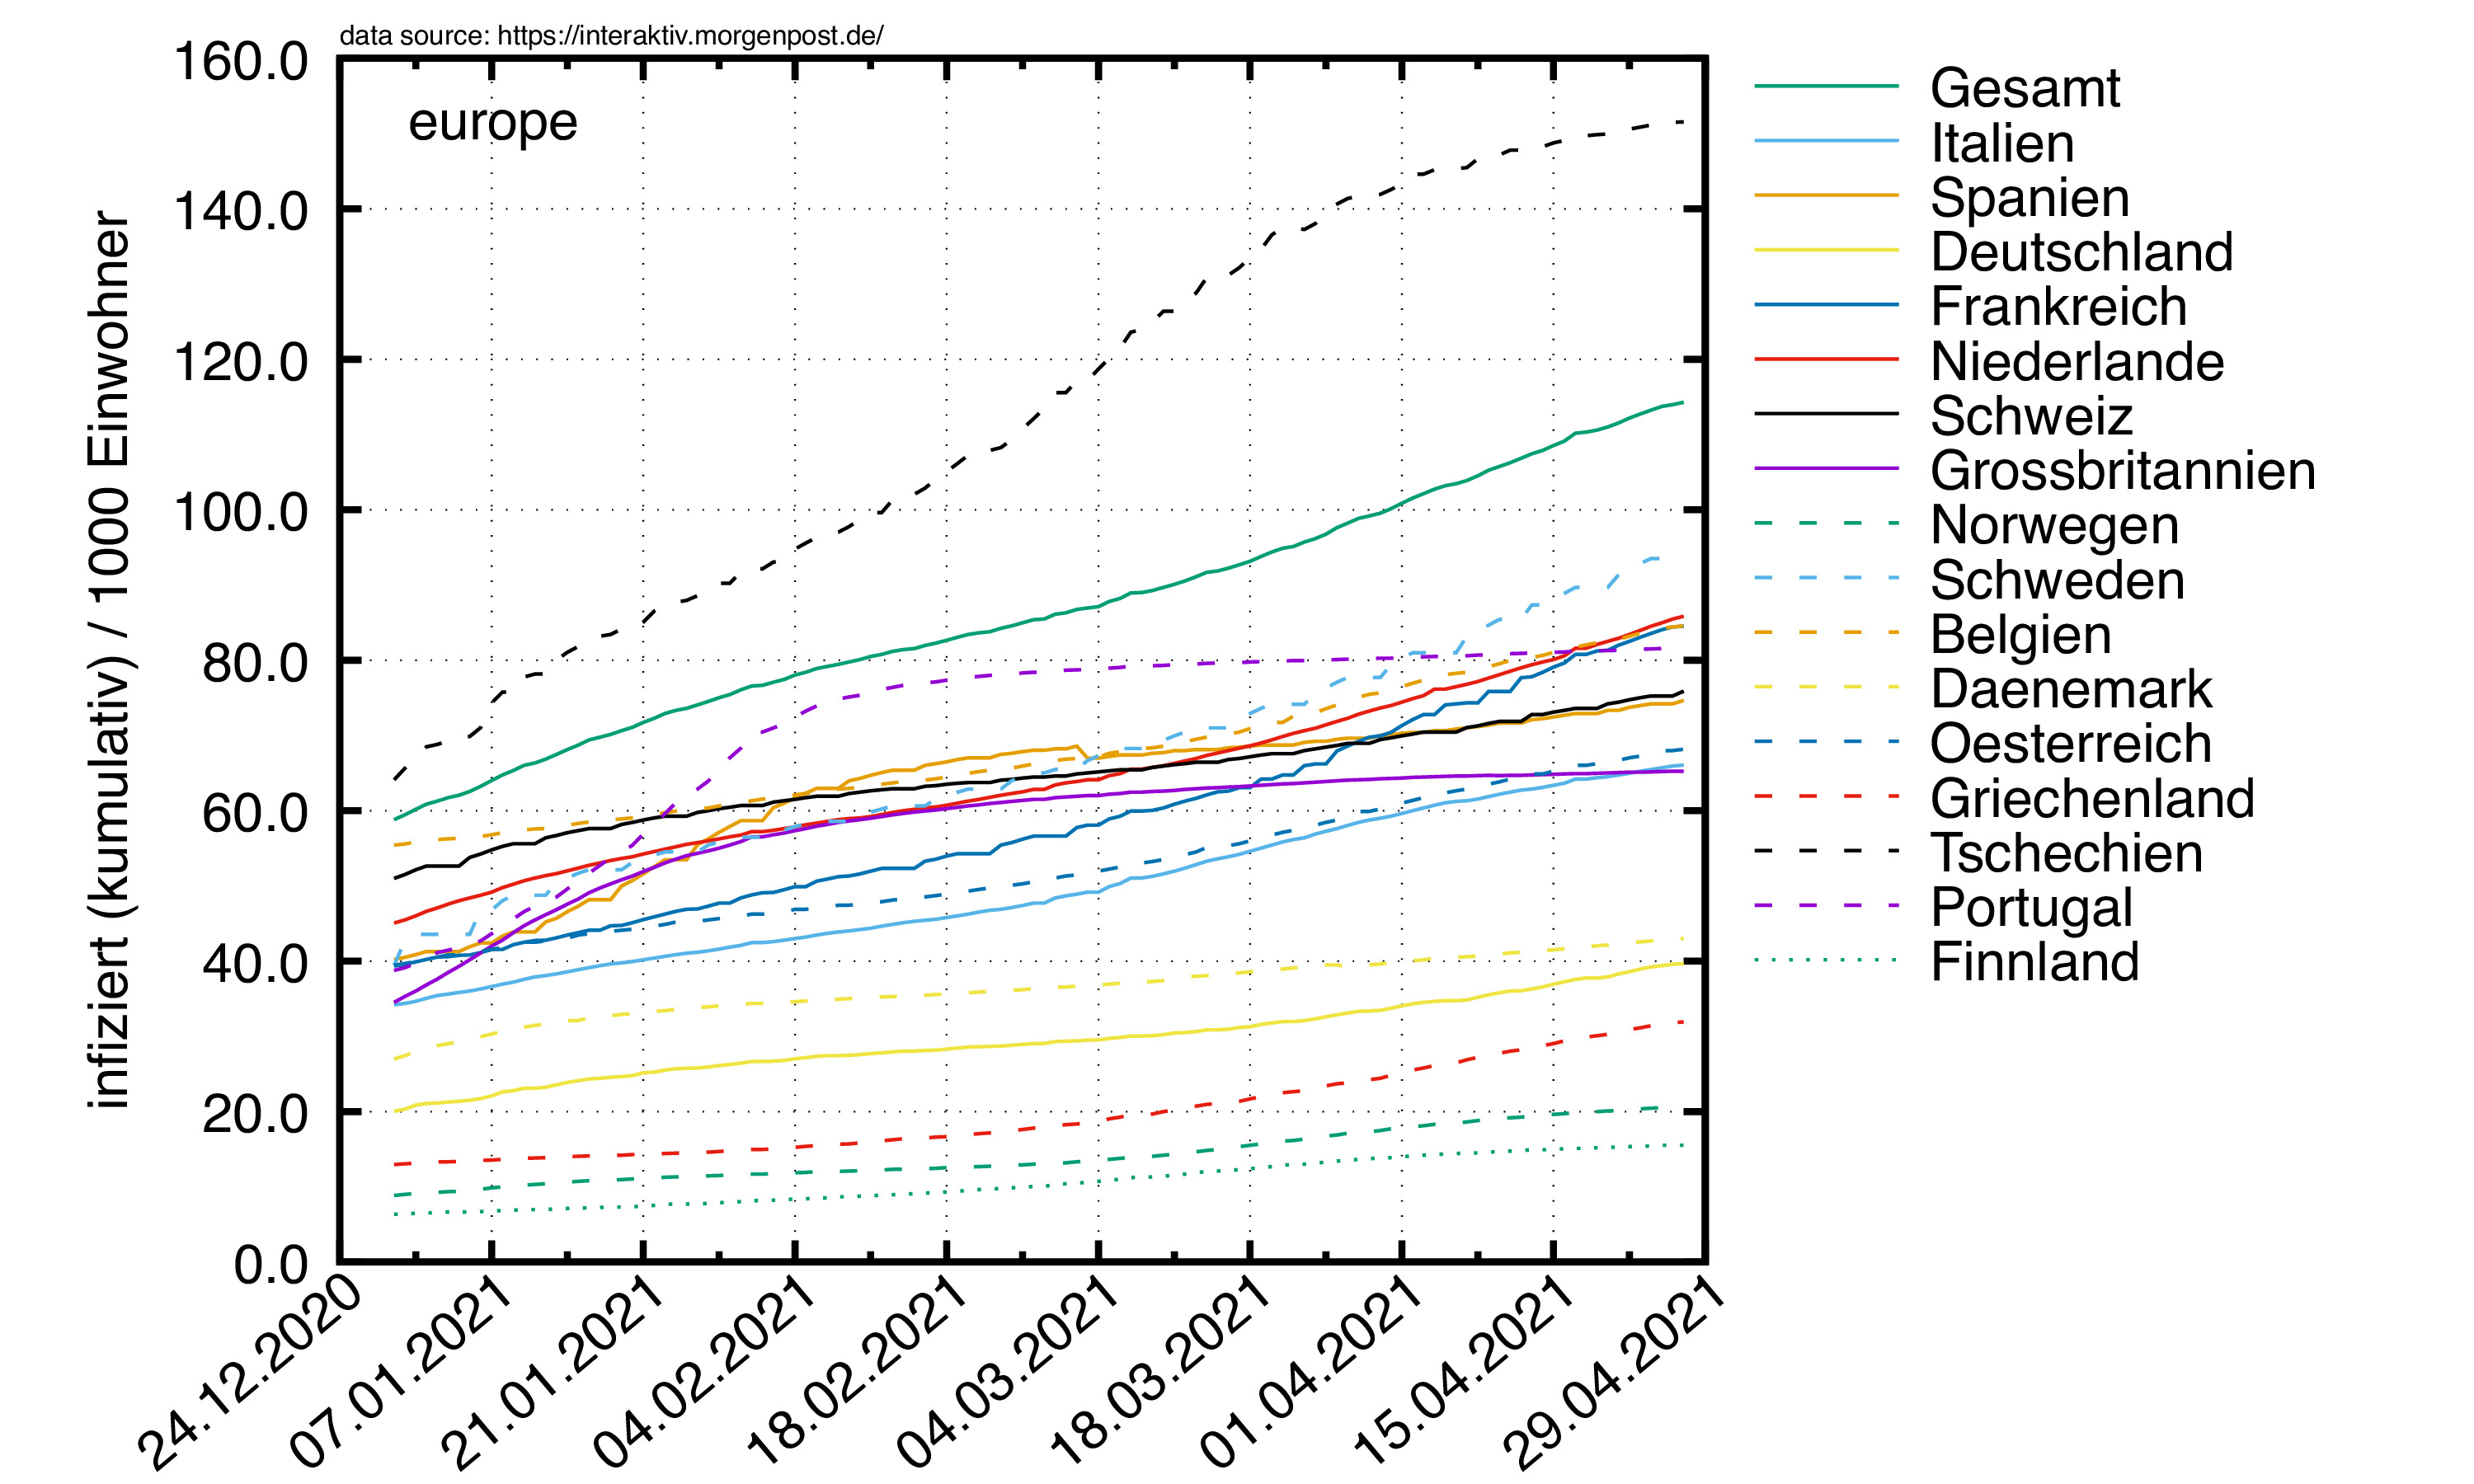 data source: https://interaktiv.morgenpost.de/
europe
infiziert (kumulativ) / 1000 Einwohner
160.0
140.0
120.0
100.0
80.0
60.0
40.0
20.0
0.0
24.12.2020
07.01.2021
21.01.2021
04.02.2021
18.02.2021
04.03.2021
18.03.2021
01.04.2021
15.04.2021
29.04.2021
Gesamt
Italien
Spanien
Deutschland
Frankreich
Niederlande
Schweiz
Grossbritannien
Norwegen
Schweden
Belgien
Daenemark
Oesterreich
Griechenland
Tschechien
Portugal
Finnland